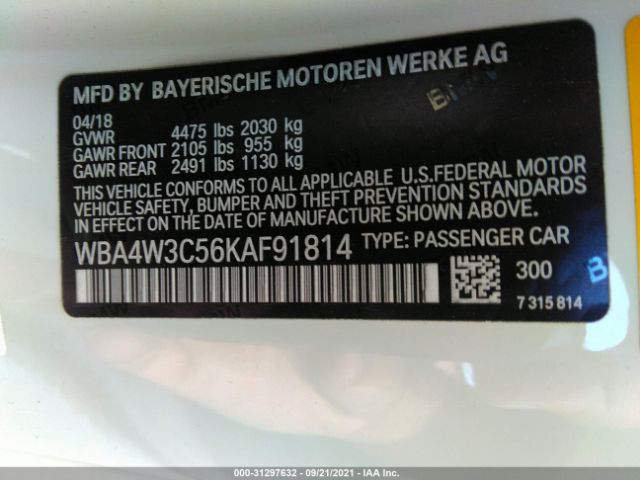 MFD BY BAYERISCHE MOTOREN WERKE AG
04/18
GVWR 4475 lbs 2030 kg
GAWR FRONT 2105 lbs 955 kg
GAWR REAR 2491 lbs 1130 kg
THIS VEHICLE CONFORMS TO ALL APPLICABLE U.S.FEDERAL MOTOR
VEHICLE SAFETY, BUMPER AND THEFT PREVENTION STANDARDS
IN EFFECT ON THE DATE OF MANUFACTURE SHOWN ABOVE.
WBA4W3C56KAF91814 TYPE: PASSENGER CAR
300
7 315 814
000-31297632 - 09/21/2021 - IAA Inc.